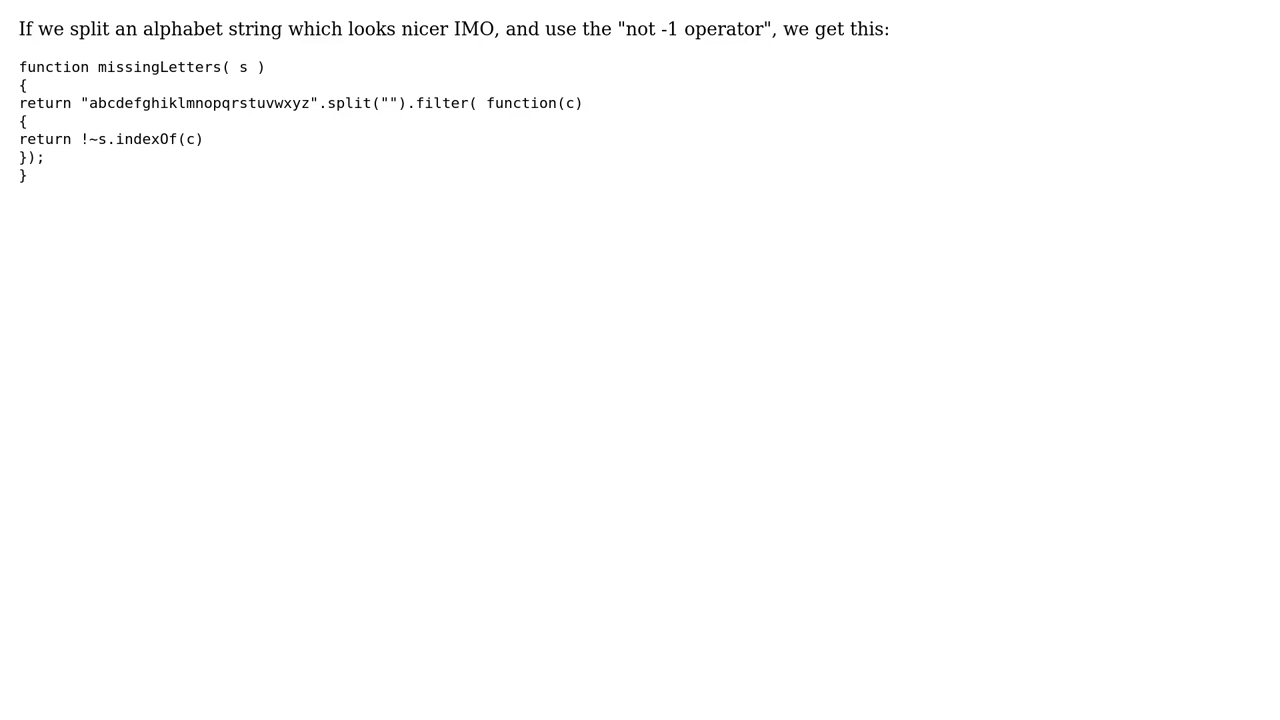 If we split an alphabet string which looks nicer IMO, and use the "not -1 operator", we get this:
function missingLetters( s )
{
return "abcdefghiklmnopqrstuvwxyz".split("").filter( function(c)
{
return !~s.indexOf(c)
});
}